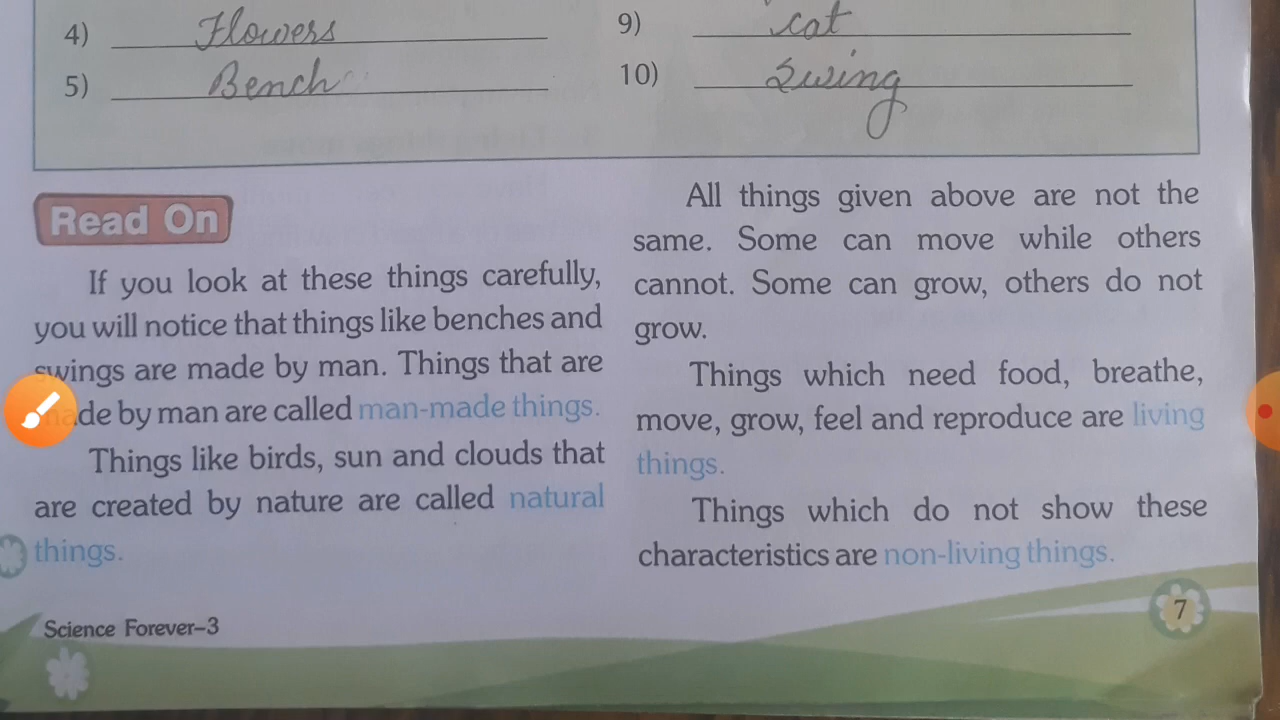 4) Flowers
5) Bench
9) cat
10) Swing
Read On
If you look at these things carefully,
you will notice that things like benches and
swings are made by man. Things that are
made by man are called man-made things.
Things like birds, sun and clouds that
are created by nature are called natural
things.
All things given above are not the
same. Some can move while others
cannot. Some can grow, others do not
grow.
Things which need food, breathe,
move, grow, feel and reproduce are living
things.
Things which do not show these
characteristics are non-living things.
Science Forever–3
7